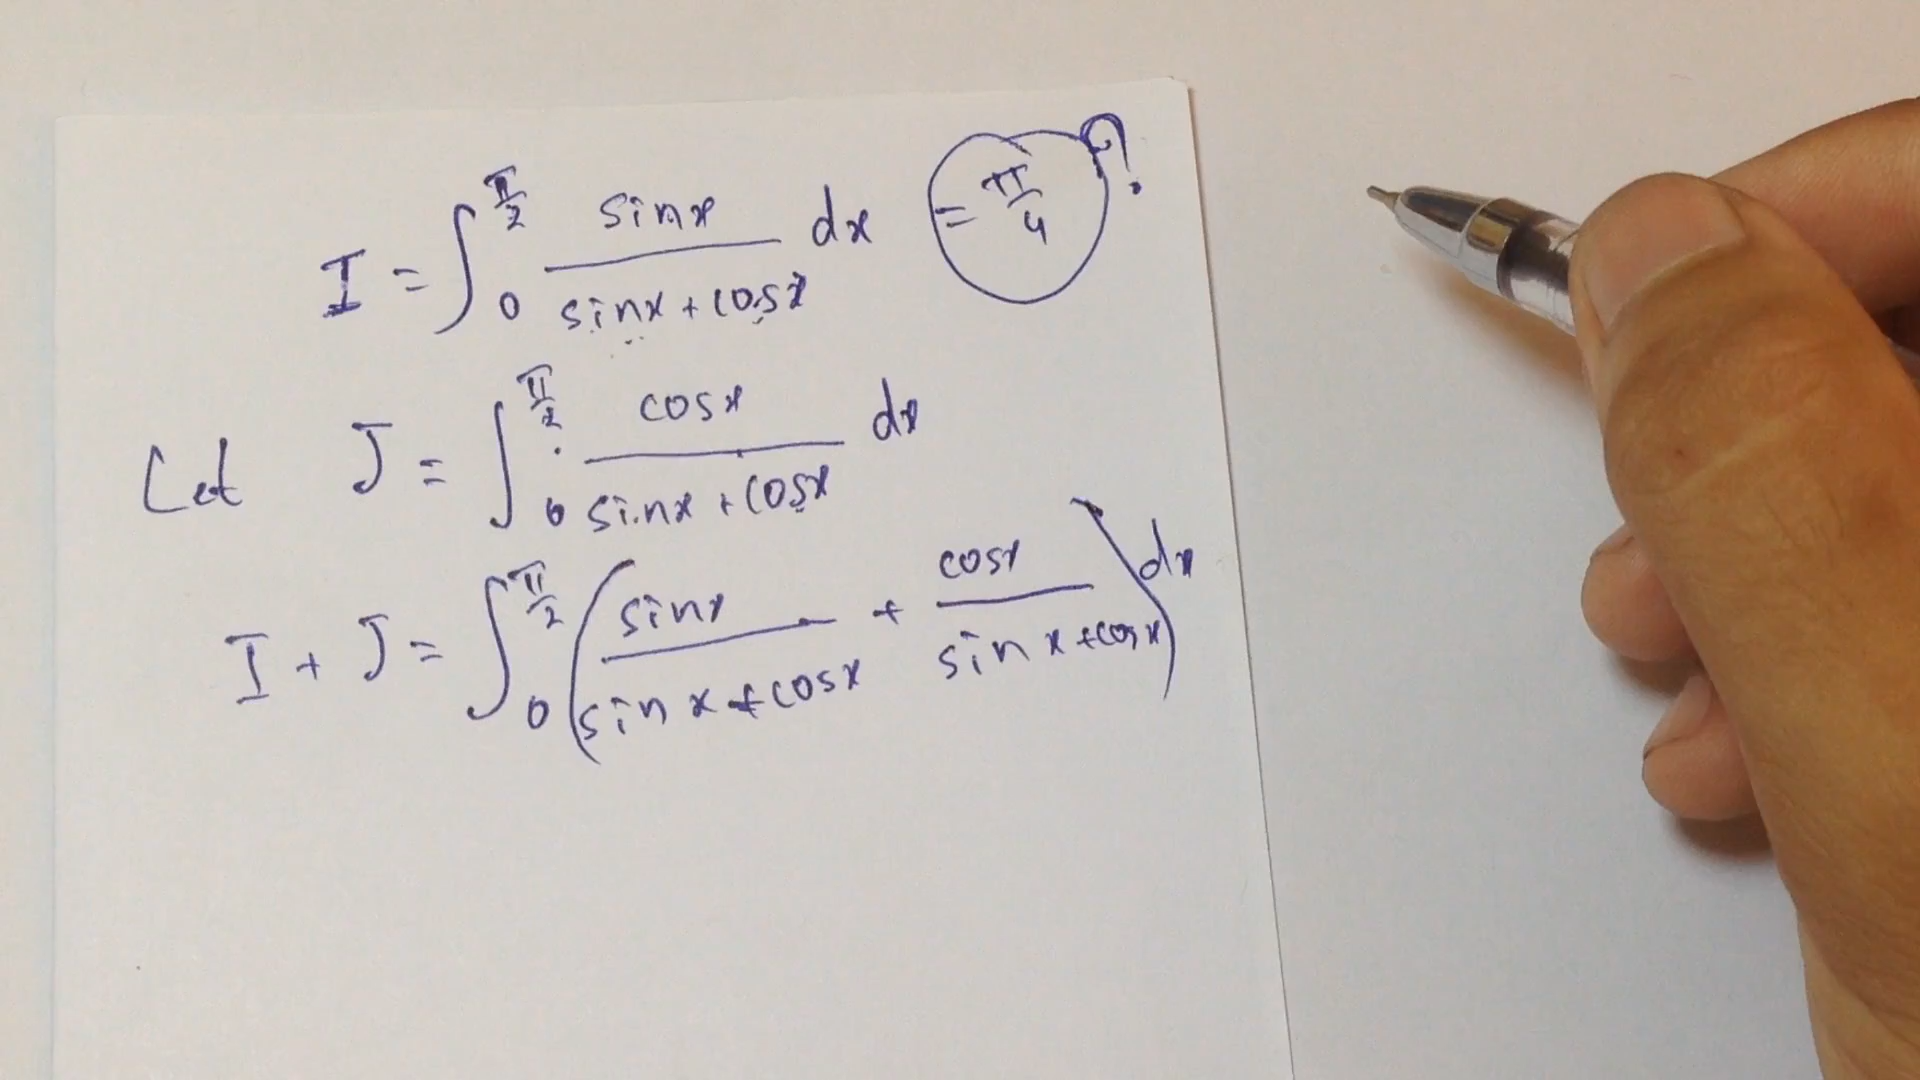 I = ∫₀^(π/2) sinx / (sinx + cosx) dx = π/4 ?
Let J = ∫₀^(π/2) cosx / (sinx + cosx) dx
I + J = ∫₀^(π/2) ( sinx / (sinx + cosx) + cosx / (sinx + cosx) ) dx